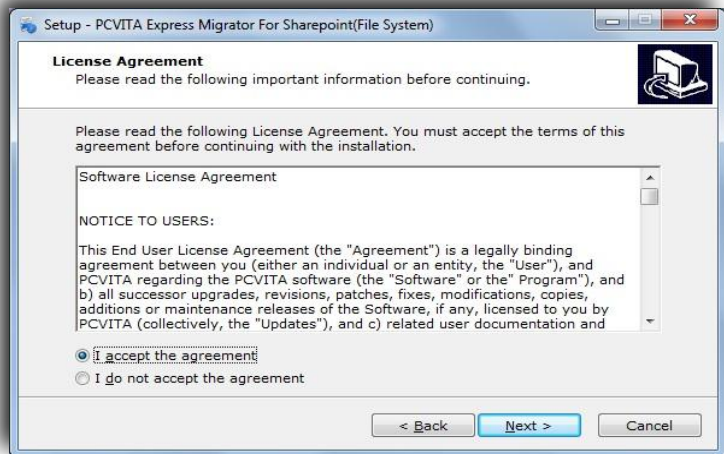 Setup - PCVITA Express Migrator For Sharepoint(File System)
License Agreement
Please read the following important information before continuing.
Please read the following License Agreement. You must accept the terms of this
agreement before continuing with the installation.
Software License Agreement
NOTICE TO USERS:
This End User License Agreement (the "Agreement") is a legally binding
agreement between you (either an individual or an entity, the "User"), and
PCVITA regarding the PCVITA software (the "Software" or the" Program"), and
b) all successor upgrades, revisions, patches, fixes, modifications, copies,
additions or maintenance releases of the Software, if any, licensed to you by
PCVITA (collectively, the "Updates"), and c) related user documentation and
I accept the agreement
I do not accept the agreement
< Back Next > Cancel